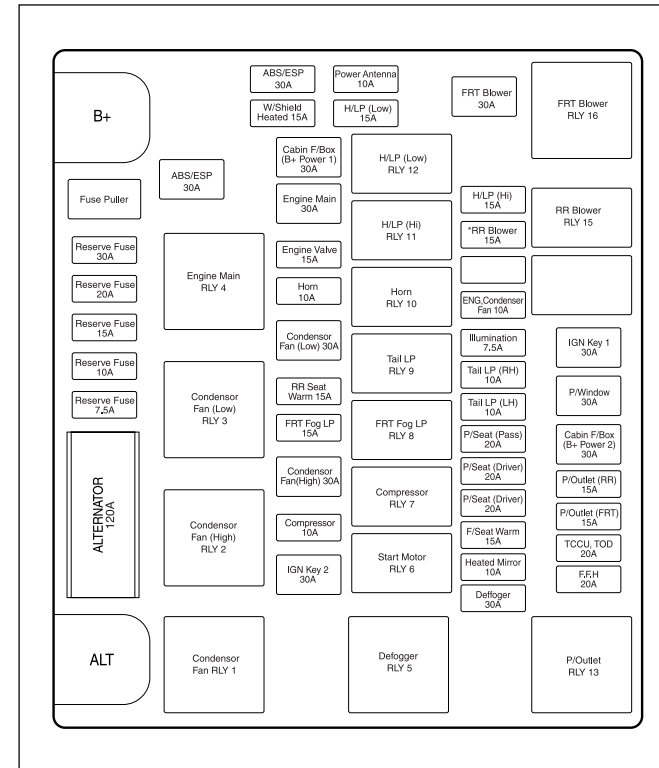 B+
ABS/ESP
30A
Power Antenna
10A
W/Shield
Heated 15A
H/LP (Low)
15A
FRT Blower
30A
FRT Blower
RLY 16
Fuse Puller
ABS/ESP
30A
Cabin F/Box
(B+ Power 1)
30A
Engine Main
30A
H/LP (Low)
RLY 12
H/LP (Hi)
15A
*RR Blower
15A
RR Blower
RLY 15
H/LP (Hi)
RLY 11
Reserve Fuse
30A
Reserve Fuse
20A
Reserve Fuse
15A
Reserve Fuse
10A
Reserve Fuse
7.5A
Engine Main
RLY 4
Engine Valve
15A
Horn
10A
Horn
RLY 10
ENG,Condenser
Fan 10A
Condensor
Fan (Low) 30A
Tail LP
RLY 9
Illumination
7.5A
IGN Key 1
30A
Condensor
Fan (Low)
RLY 3
RR Seat
Warm 15A
Tail LP (RH)
10A
P/Window
30A
FRT Fog LP
15A
FRT Fog LP
RLY 8
Tail LP (LH)
10A
P/Seat (Pass)
20A
Cabin F/Box
(B+ Power 2)
30A
Condensor
Fan(High) 30A
Compressor
RLY 7
P/Seat (Driver)
20A
P/Seat (Driver)
20A
P/Outlet (RR)
15A
P/Outlet (FRT)
15A
ALTERNATOR
120A
Condensor
Fan (High)
RLY 2
Compressor
10A
IGN Key 2
30A
Start Motor
RLY 6
F/Seat Warm
15A
Heated Mirror
10A
Deffoger
30A
TCCU, TOD
20A
F.F.H
20A
ALT
Condensor
Fan RLY 1
Defogger
RLY 5
P/Outlet
RLY 13